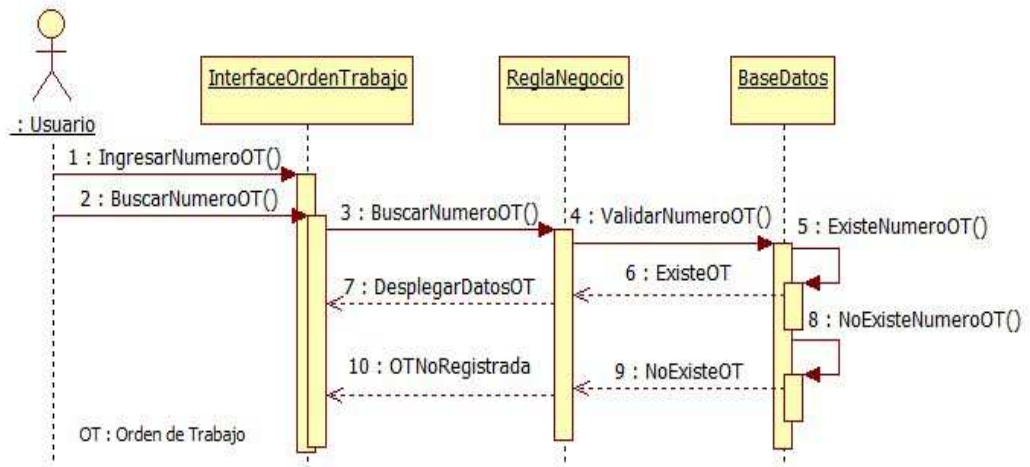 InterfaceOrdenTrabajo
ReglaNegocio
BaseDatos
: Usuario
1 : IngresarNumeroOT()
2 : BuscarNumeroOT()
3 : BuscarNumeroOT()
4 : ValidarNumeroOT()
5 : ExisteNumeroOT()
6 : ExisteOT
7 : DesplegarDatosOT
8 : NoExisteNumeroOT()
9 : NoExisteOT
10 : OTNoRegistrada
OT : Orden de Trabajo